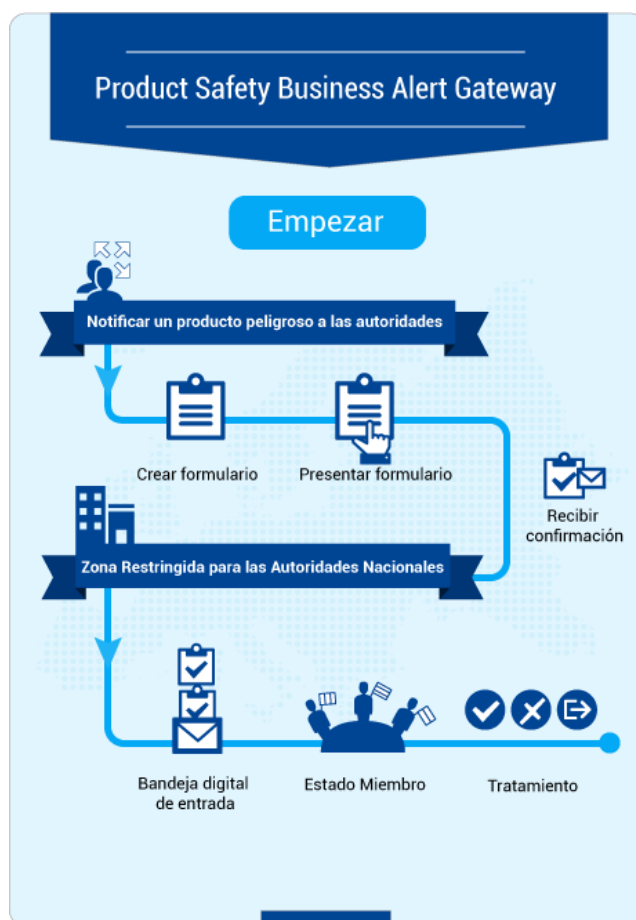 Product Safety Business Alert Gateway
Empezar
Notificar un producto peligroso a las autoridades
Crear formulario
Presentar formulario
Recibir
confirmación
Zona Restringida para las Autoridades Nacionales
Bandeja digital
de entrada
Estado Miembro
Tratamiento